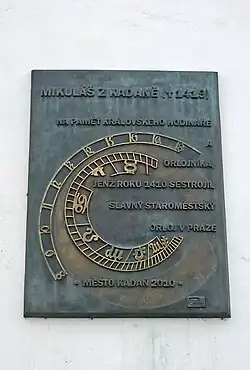 MIKULÁŠ Z KADANĚ (†1419)
NA PAMĚŤ KRÁLOVSKÉHO HODINÁŘE
A
ORLOJNÍKA,
JENŽ ROKU 1410 SESTROJIL
SLAVNÝ STAROMĚSTSKÝ
ORLOJ V PRAZE
MĚSTO KADAŇ 2010